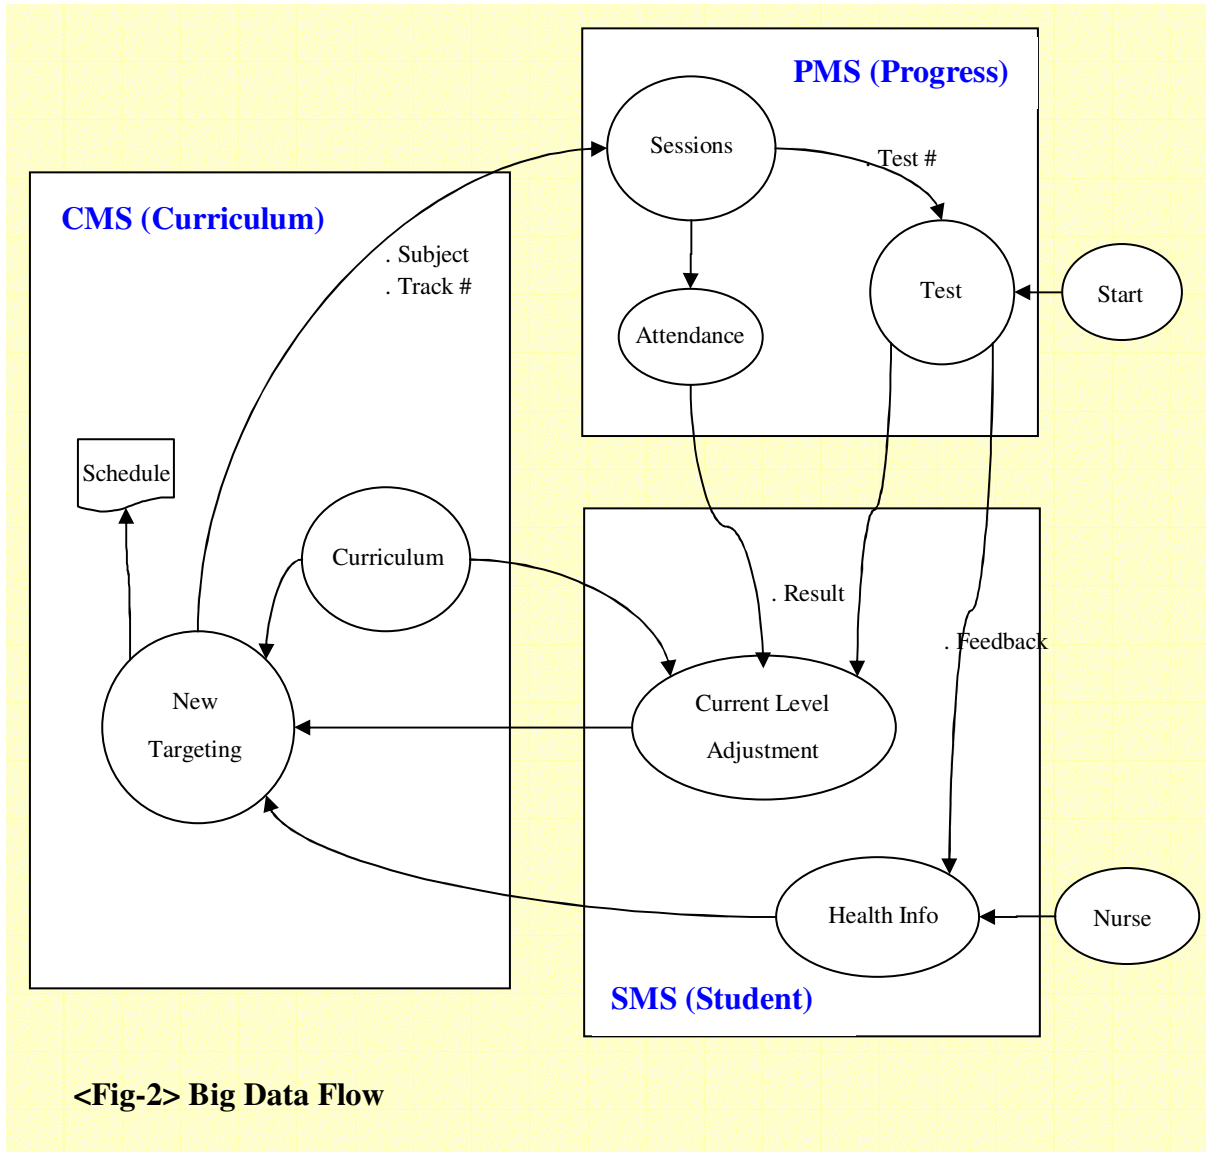 PMS (Progress)
Sessions
. Test #
CMS (Curriculum)
. Subject
. Track #
Test
Start
Attendance
Schedule
Curriculum
. Result
. Feedback
New
Targeting
Current Level
Adjustment
Health Info
Nurse
SMS (Student)
<Fig-2> Big Data Flow